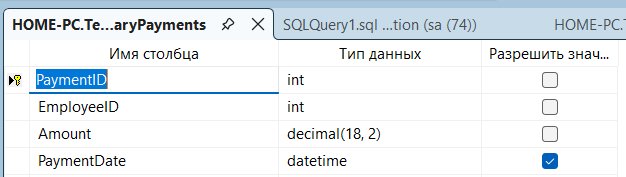 HOME-PC.Te...aryPayments SQLQuery1.sql ...tion (sa (74)) HOME-PC.T
Имя столбца Тип данных Разрешить знач...
PaymentID int
EmployeeID int
Amount decimal(18, 2)
PaymentDate datetime